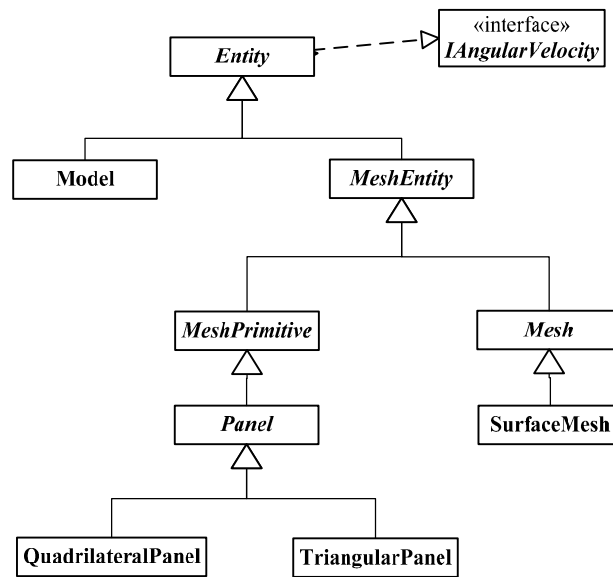 «interface»
IAngularVelocity
Entity
Model
MeshEntity
MeshPrimitive
Mesh
Panel
SurfaceMesh
QuadrilateralPanel
TriangularPanel